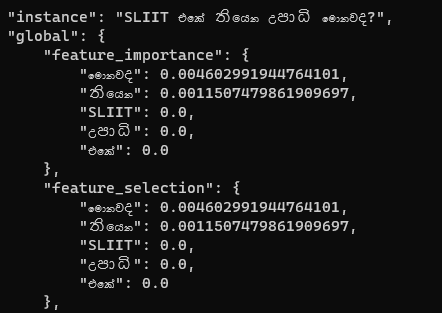 "instance": "SLIIT එකේ තියෙන උපාධි මොනවද?",
"global": {
"feature_importance": {
"මොනවද": 0.004602991944764101,
"තියෙන": 0.0011507479861909697,
"SLIIT": 0.0,
"උපාධි": 0.0,
"එකේ": 0.0
},
"feature_selection": {
"මොනවද": 0.004602991944764101,
"තියෙන": 0.0011507479861909697,
"SLIIT": 0.0,
"උපාධි": 0.0,
"එකේ": 0.0
},